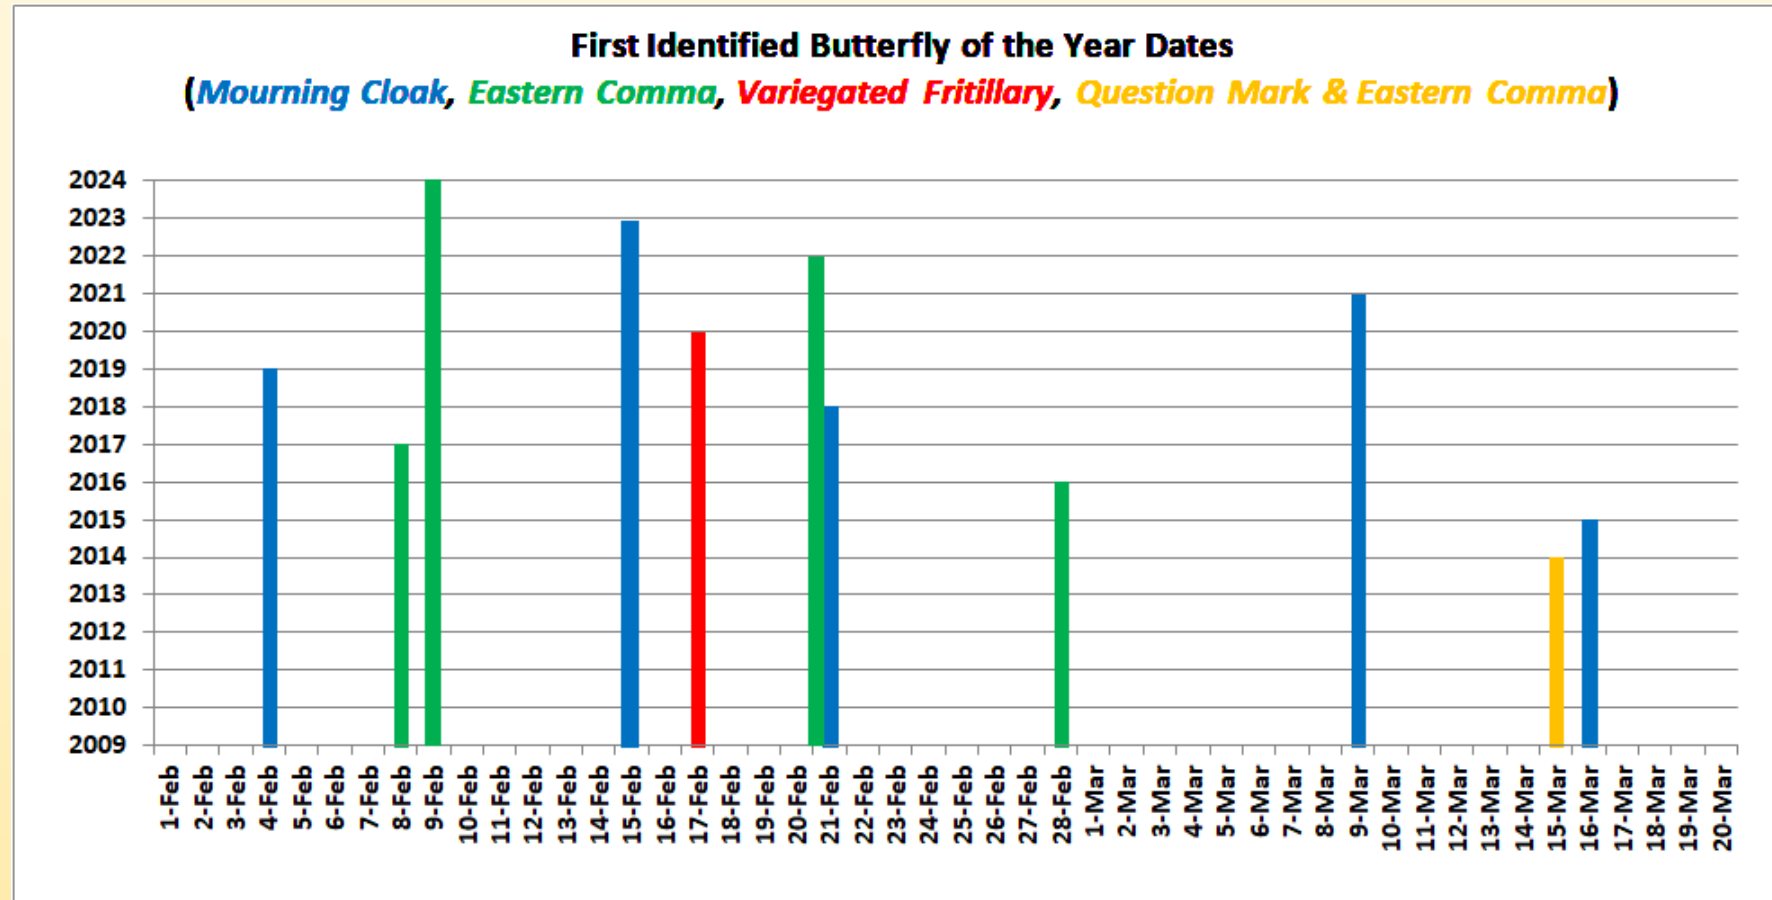 First Identified Butterfly of the Year Dates
(Mourning Cloak, Eastern Comma, Variegated Fritillary, Question Mark & Eastern Comma)
2024
2023
2022
2021
2020
2019
2018
2017
2016
2015
2014
2013
2012
2011
2010
2009
1-Feb
2-Feb
3-Feb
4-Feb
5-Feb
6-Feb
7-Feb
8-Feb
9-Feb
10-Feb
11-Feb
12-Feb
13-Feb
14-Feb
15-Feb
16-Feb
17-Feb
18-Feb
19-Feb
20-Feb
21-Feb
22-Feb
23-Feb
24-Feb
25-Feb
26-Feb
27-Feb
28-Feb
1-Mar
2-Mar
3-Mar
4-Mar
5-Mar
6-Mar
7-Mar
8-Mar
9-Mar
10-Mar
11-Mar
12-Mar
13-Mar
14-Mar
15-Mar
16-Mar
17-Mar
18-Mar
19-Mar
20-Mar